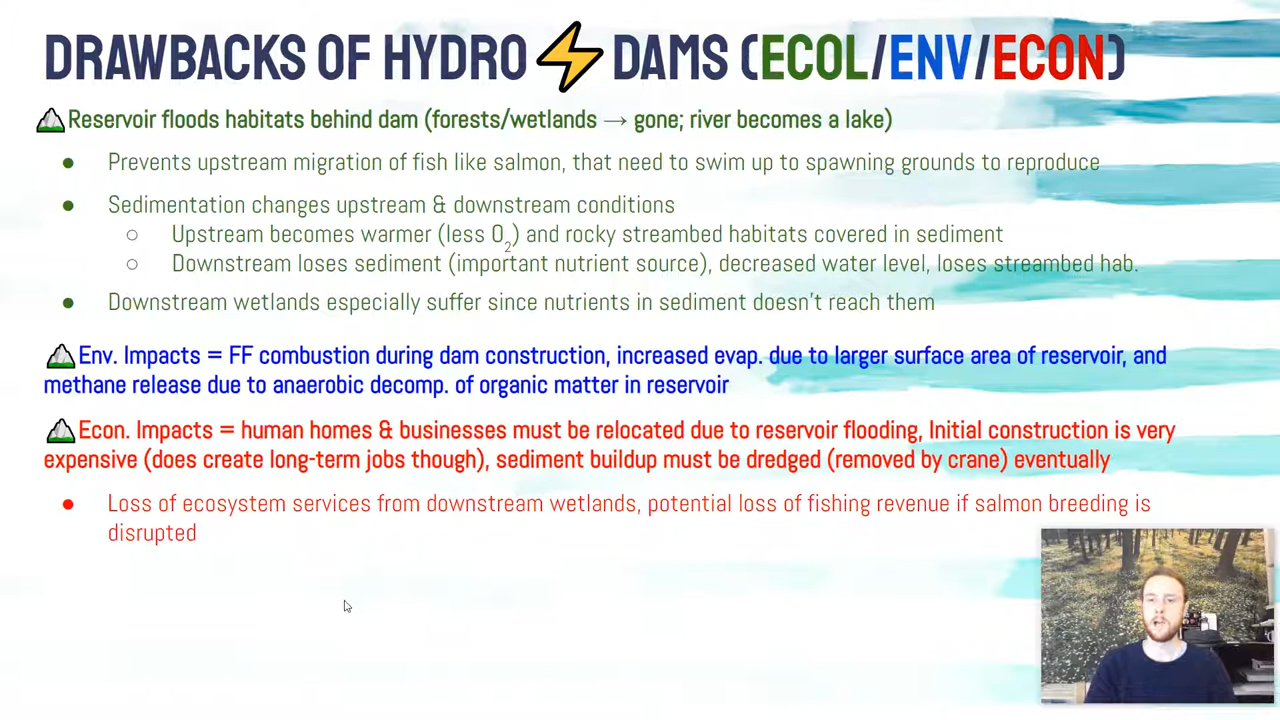 DRAWBACKS OF HYDRO⚡DAMS (ECOL/ENV/ECON)
Reservoir floods habitats behind dam (forests/wetlands → gone; river becomes a lake)
● Prevents upstream migration of fish like salmon, that need to swim up to spawning grounds to reproduce
● Sedimentation changes upstream & downstream conditions
○ Upstream becomes warmer (less O₂) and rocky streambed habitats covered in sediment
○ Downstream loses sediment (important nutrient source), decreased water level, loses streambed hab.
● Downstream wetlands especially suffer since nutrients in sediment doesn't reach them
Env. Impacts = FF combustion during dam construction, increased evap. due to larger surface area of reservoir, and
methane release due to anaerobic decomp. of organic matter in reservoir
Econ. Impacts = human homes & businesses must be relocated due to reservoir flooding, Initial construction is very
expensive (does create long-term jobs though), sediment buildup must be dredged (removed by crane) eventually
● Loss of ecosystem services from downstream wetlands, potential loss of fishing revenue if salmon breeding is
disrupted